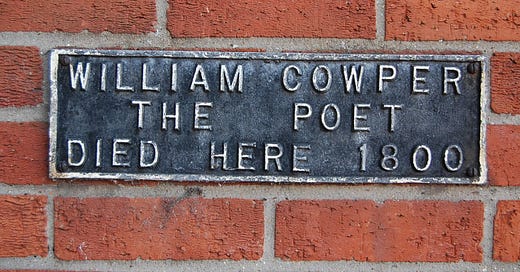 WILLIAM COWPER
THE POET
DIED HERE 1800